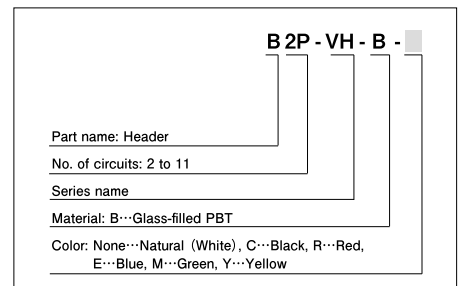 B 2P - VH - B -
Part name: Header
No. of circuits: 2 to 11
Series name
Material: B···Glass-filled PBT
Color: None···Natural (White), C···Black, R···Red,
E···Blue, M···Green, Y···Yellow